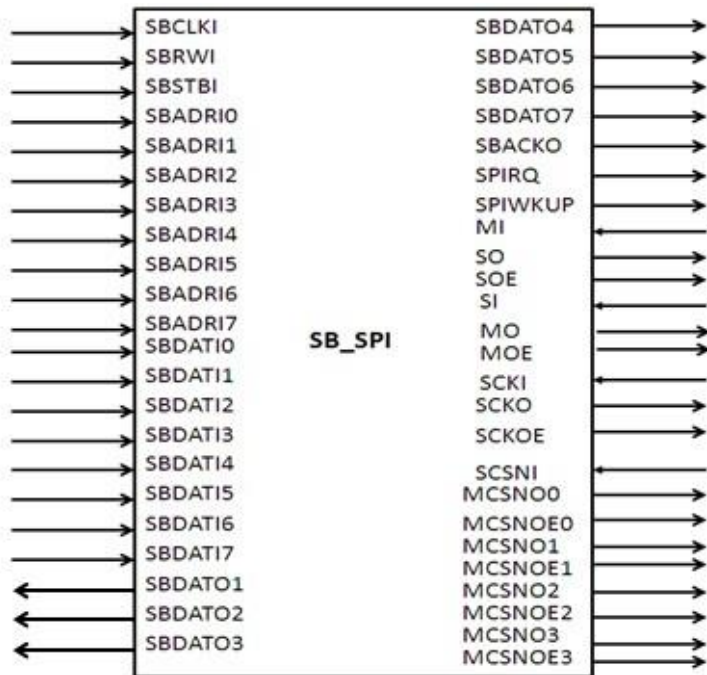 SBCLKI
SBRWI
SBSTBI
SBADRI0
SBADRI1
SBADRI2
SBADRI3
SBADRI4
SBADRI5
SBADRI6
SBADRI7
SBDATI0
SBDATI1
SBDATI2
SBDATI3
SBDATI4
SBDATI5
SBDATI6
SBDATI7
SBDATO1
SBDATO2
SBDATO3
SB_SPI
SBDATO4
SBDATO5
SBDATO6
SBDATO7
SBACKO
SPIRQ
SPIWKUP
MI
SO
SOE
SI
MO
MOE
SCKI
SCKO
SCKOE
SCSNI
MCSNO0
MCSNOE0
MCSNO1
MCSNOE1
MCSNO2
MCSNOE2
MCSNO3
MCSNOE3